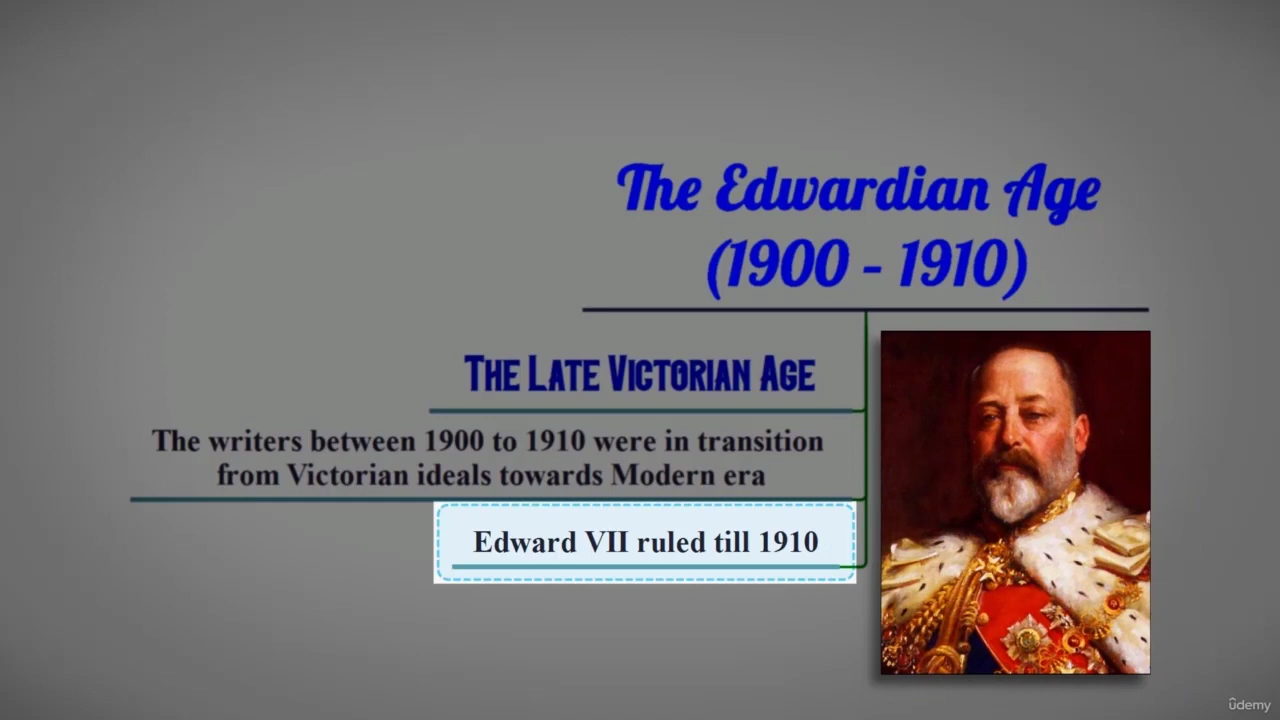 The Edwardian Age
(1900 - 1910)
THE LATE VICTORIAN AGE
The writers between 1900 to 1910 were in transition
from Victorian ideals towards Modern era
Edward VII ruled till 1910
ûdemy